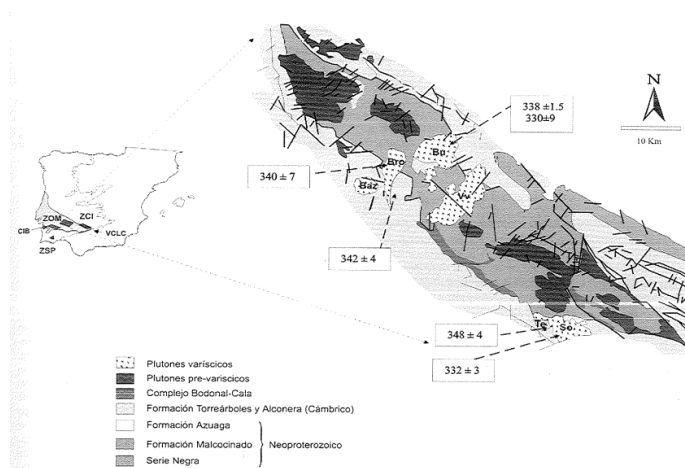 338 ±1.5
330±9
N
10 Km
Bu
340 ± 7
Bro
Baz
Vv
ZOM
ZCI
CIB
VCLC
ZSP
342 ± 4
348 ± 4
Te
So
332 ± 3
Plutones varíscicos
Plutones pre-variscicos
Complejo Bodonal-Cala
Formación Torreárboles y Alconera (Cámbrico)
Formación Azuaga
Formación Malcocinado
Neoproterozoico
Serie Negra